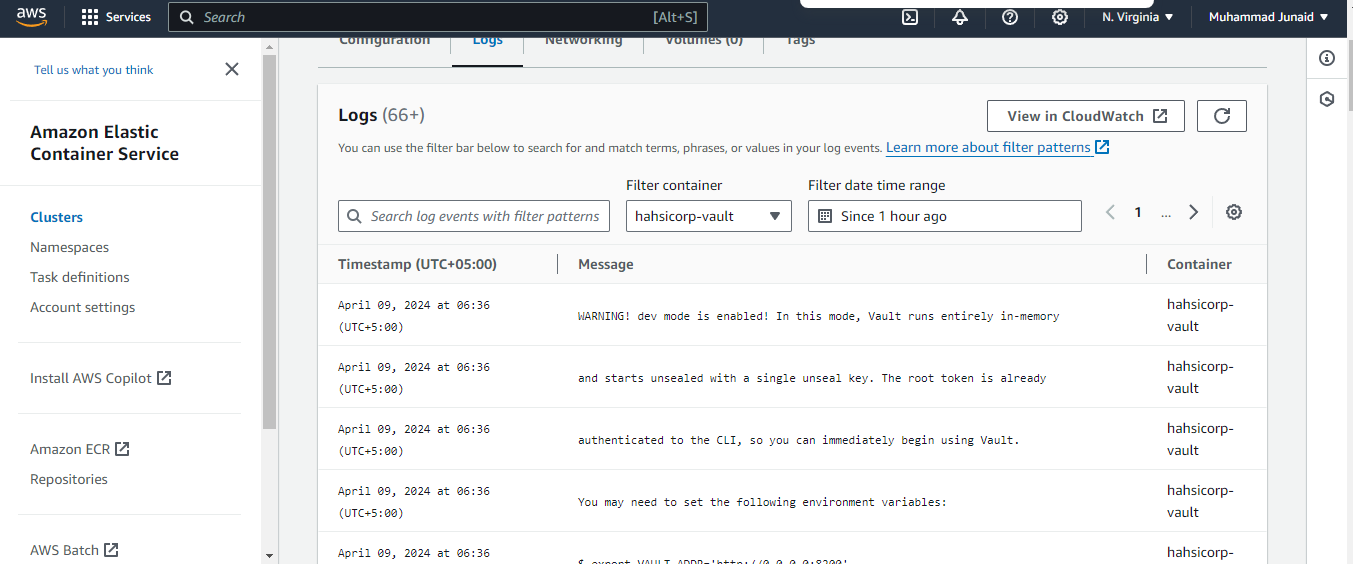 aws
Services
Search
[Alt+S]
N. Virginia
Muhammad Junaid
Tell us what you think
Amazon Elastic
Container Service
Clusters
Namespaces
Task definitions
Account settings
Install AWS Copilot
Amazon ECR
Repositories
AWS Batch
Configuration
Logs
Networking
Volumes (0)
Tags
Logs (66+)
View in CloudWatch
You can use the filter bar below to search for and match terms, phrases, or values in your log events. Learn more about filter patterns
Filter container
Filter date time range
Search log events with filter patterns
hahsicorp-vault
Since 1 hour ago
1
...
Timestamp (UTC+05:00)
Message
Container
April 09, 2024 at 06:36
(UTC+5:00)
WARNING! dev mode is enabled! In this mode, Vault runs entirely in-memory
hahsicorp-
vault
April 09, 2024 at 06:36
(UTC+5:00)
and starts unsealed with a single unseal key. The root token is already
hahsicorp-
vault
April 09, 2024 at 06:36
(UTC+5:00)
authenticated to the CLI, so you can immediately begin using Vault.
hahsicorp-
vault
April 09, 2024 at 06:36
(UTC+5:00)
You may need to set the following environment variables:
hahsicorp-
vault
April 09, 2024 at 06:36
$ export VAULT_ADDR='http://0.0.0.0:8200'
hahsicorp-